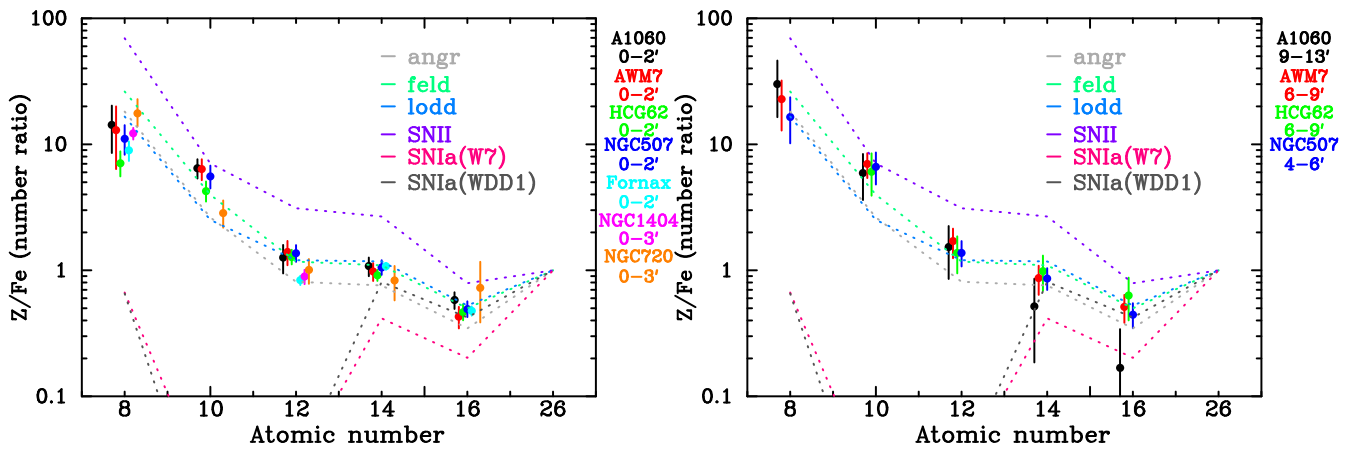 100
10
1
0.1
Z/Fe (number ratio)
8 10 12 14 16 26
Atomic number
angr
feld
lodd
SNII
SNIa(W7)
SNIa(WDD1)
A1060
0−2′
AWM7
0−2′
HCG62
0−2′
NGC507
0−2′
Fornax
0−2′
NGC1404
0−3′
NGC720
0−3′
100
10
1
0.1
Z/Fe (number ratio)
8 10 12 14 16 26
Atomic number
angr
feld
lodd
SNII
SNIa(W7)
SNIa(WDD1)
A1060
9−13′
AWM7
6−9′
HCG62
6−9′
NGC507
4−6′